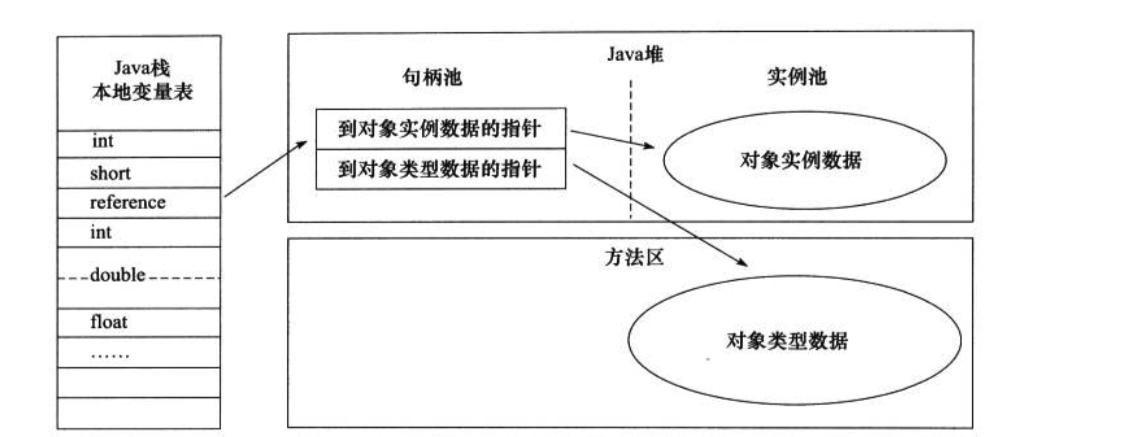 Java栈
本地变量表
int
short
reference
int
double
float
……
Java堆
句柄池
实例池
到对象实例数据的指针
到对象类型数据的指针
对象实例数据
方法区
对象类型数据